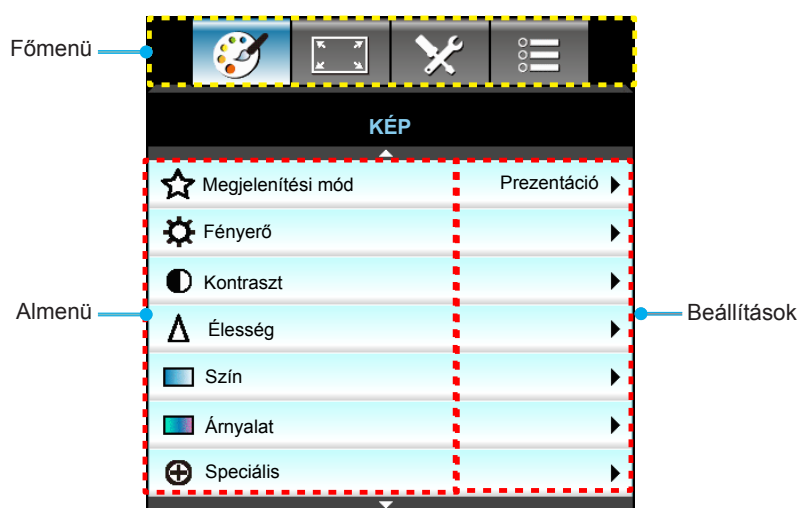 Főmenü
KÉP
Megjelenítési mód Prezentáció
Fényerő
Kontraszt
Almenü
Beállítások
Élesség
Szín
Árnyalat
Speciális